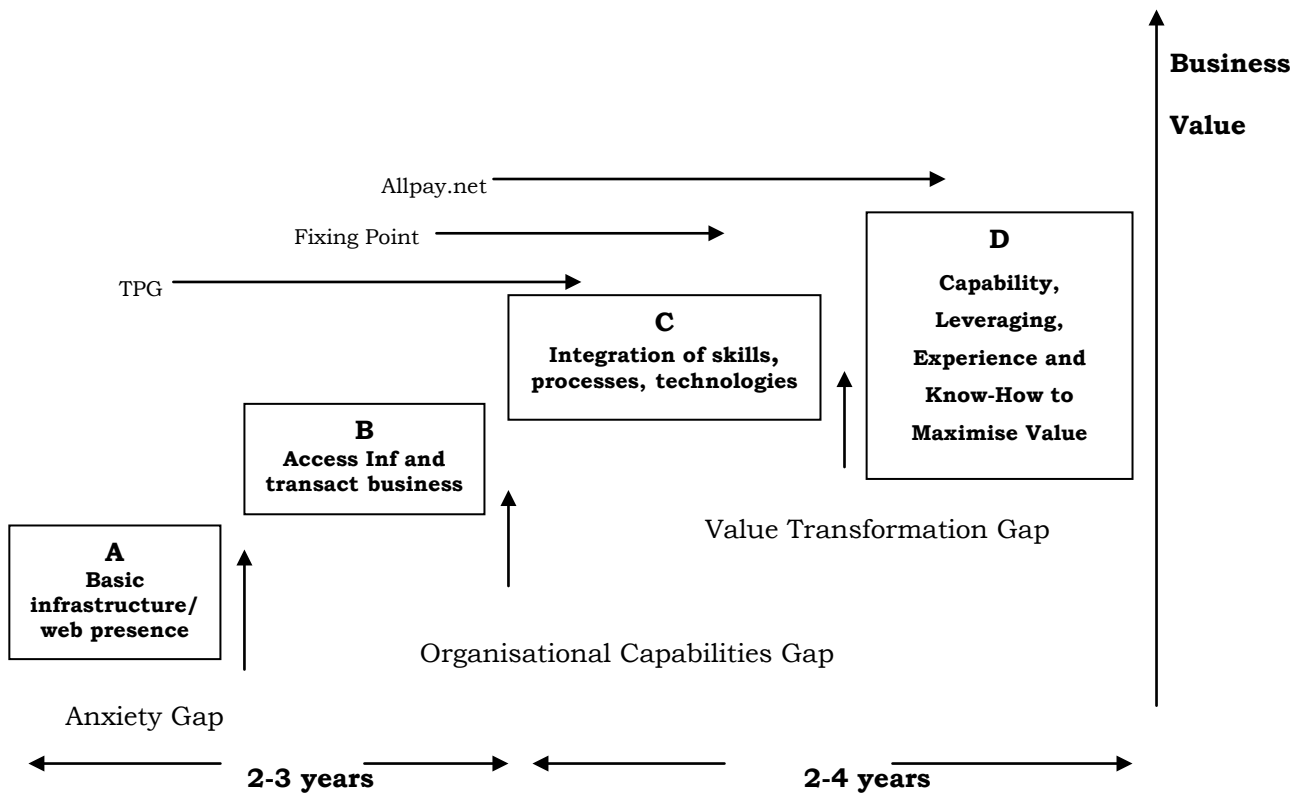 Business
Value
Allpay.net
Fixing Point
TPG
D
Capability,
Leveraging,
Experience and
Know-How to
Maximise Value
C
Integration of skills,
processes, technologies
B
Access Inf and
transact business
Value Transformation Gap
A
Basic
infrastructure/
web presence
Organisational Capabilities Gap
Anxiety Gap
2-3 years
2-4 years